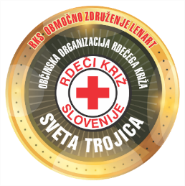 RKS OBMOČNO ZDRUŽENJE LENART
OBČINSKA ORGANIZACIJA RDEČEGA KRIŽA
RDEČI KRIŽ
SLOVENIJE
SVETA TROJICA